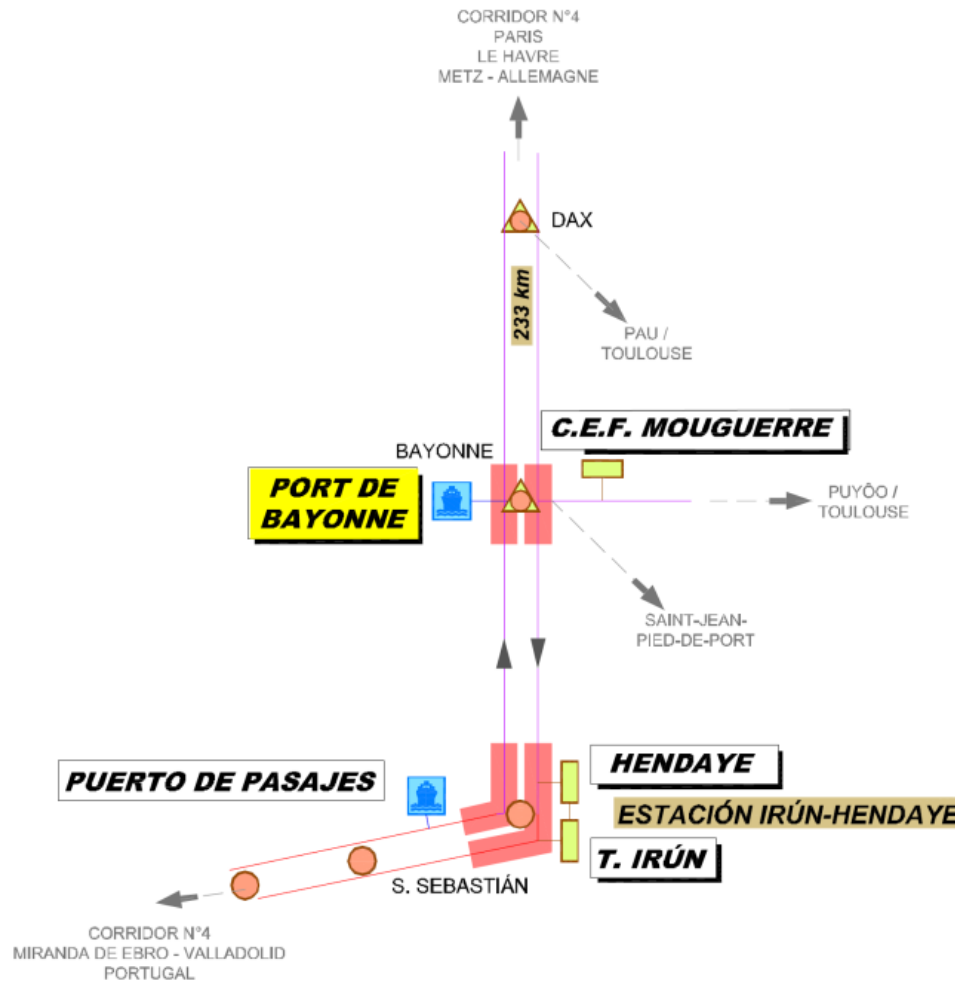 CORRIDOR N°4
PARIS
LE HAVRE
METZ - ALLEMAGNE
DAX
233 km
PAU /
TOULOUSE
C.E.F. MOUGUERRE
BAYONNE
PORT DE
BAYONNE
PUYÔO /
TOULOUSE
SAINT-JEAN-
PIED-DE-PORT
HENDAYE
PUERTO DE PASAJES
ESTACIÓN IRÚN-HENDAYE
T. IRÚN
S. SEBASTIÁN
CORRIDOR N°4
MIRANDA DE EBRO - VALLADOLID
PORTUGAL